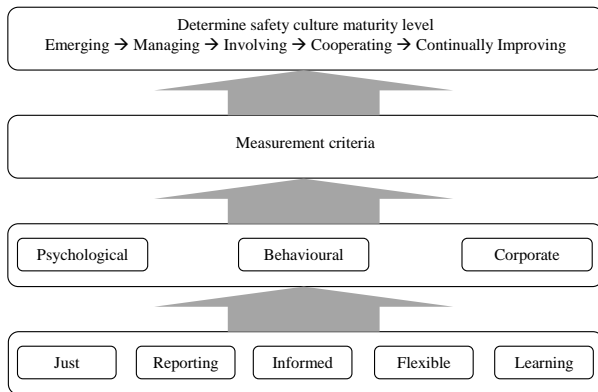 Determine safety culture maturity level
Emerging → Managing → Involving → Cooperating → Continually Improving
Measurement criteria
Psychological Behavioural Corporate
Just Reporting Informed Flexible Learning